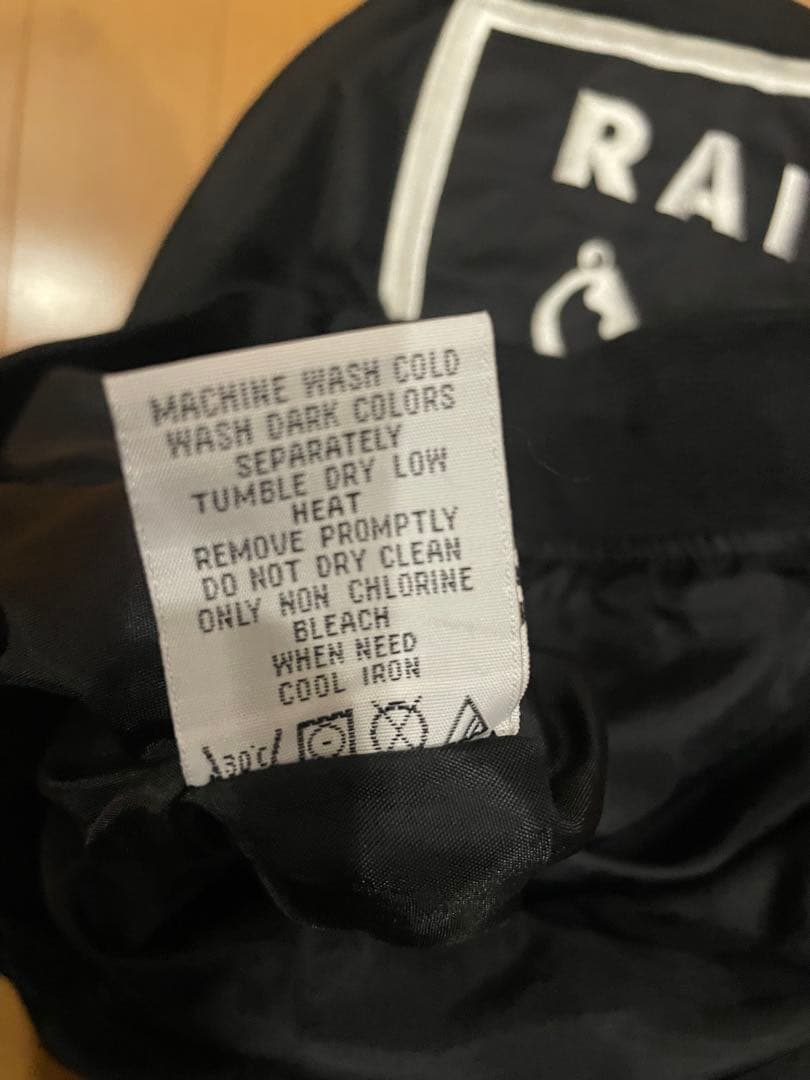 RAI
MACHINE WASH COLD
WASH DARK COLORS
SEPARATELY
TUMBLE DRY LOW
HEAT
REMOVE PROMPTLY
DO NOT DRY CLEAN
ONLY NON CHLORINE
BLEACH
WHEN NEED
COOL IRON
30°C